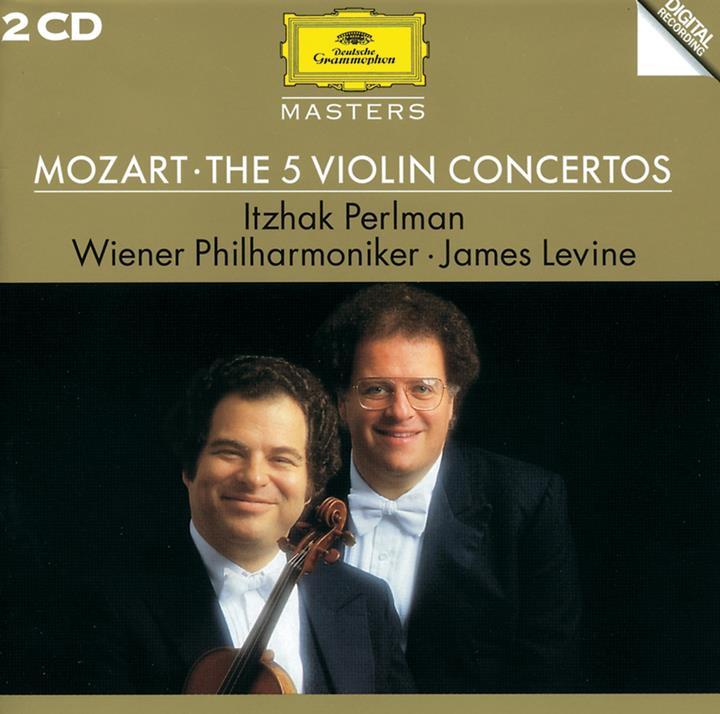 2 CD
Deutsche
Grammophon
DIGITAL
RECORDING
MASTERS
MOZART · THE 5 VIOLIN CONCERTOS
Itzhak Perlman
Wiener Philharmoniker · James Levine